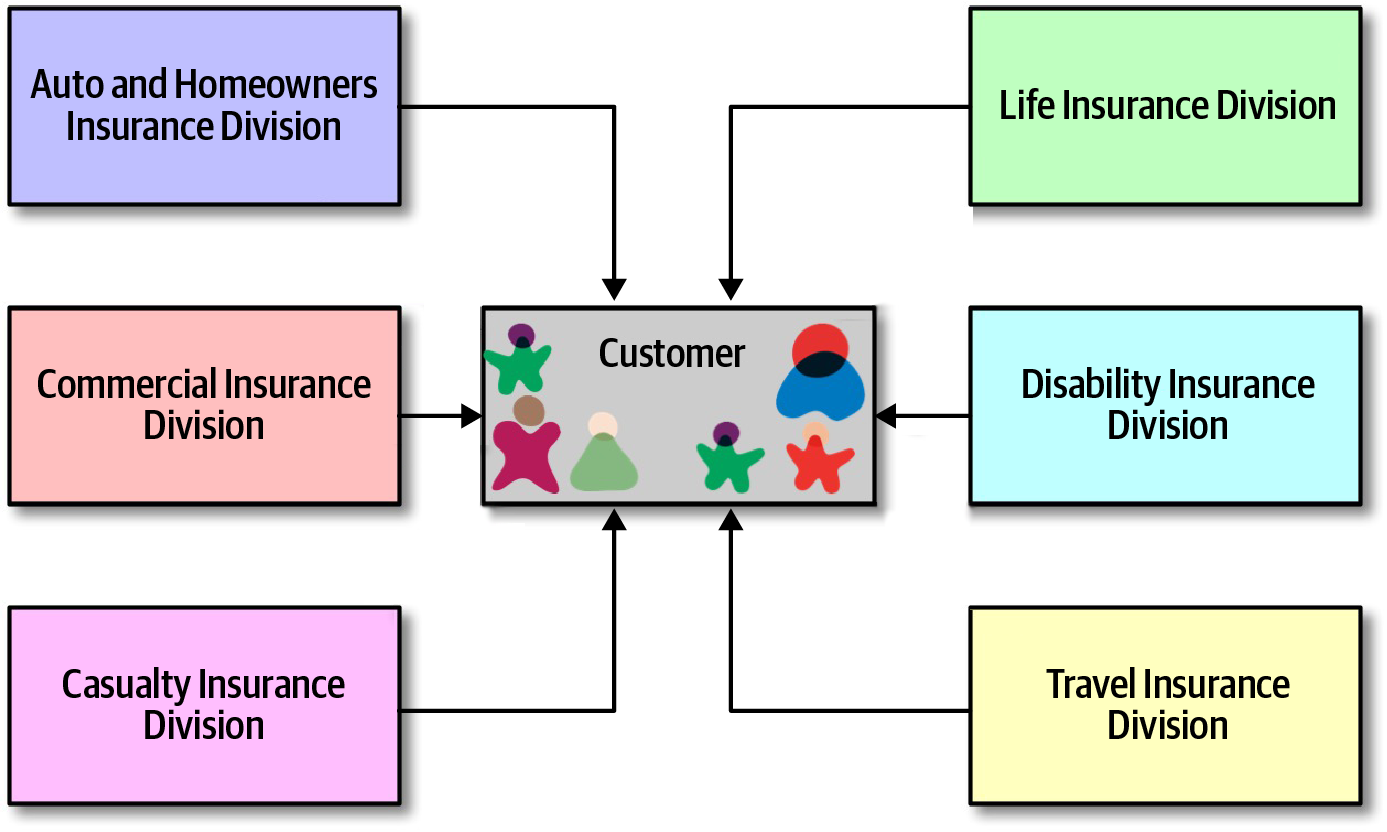 Auto and Homeowners
Insurance Division
Life Insurance Division
Commercial Insurance
Division
Customer
Disability Insurance
Division
Casualty Insurance
Division
Travel Insurance
Division